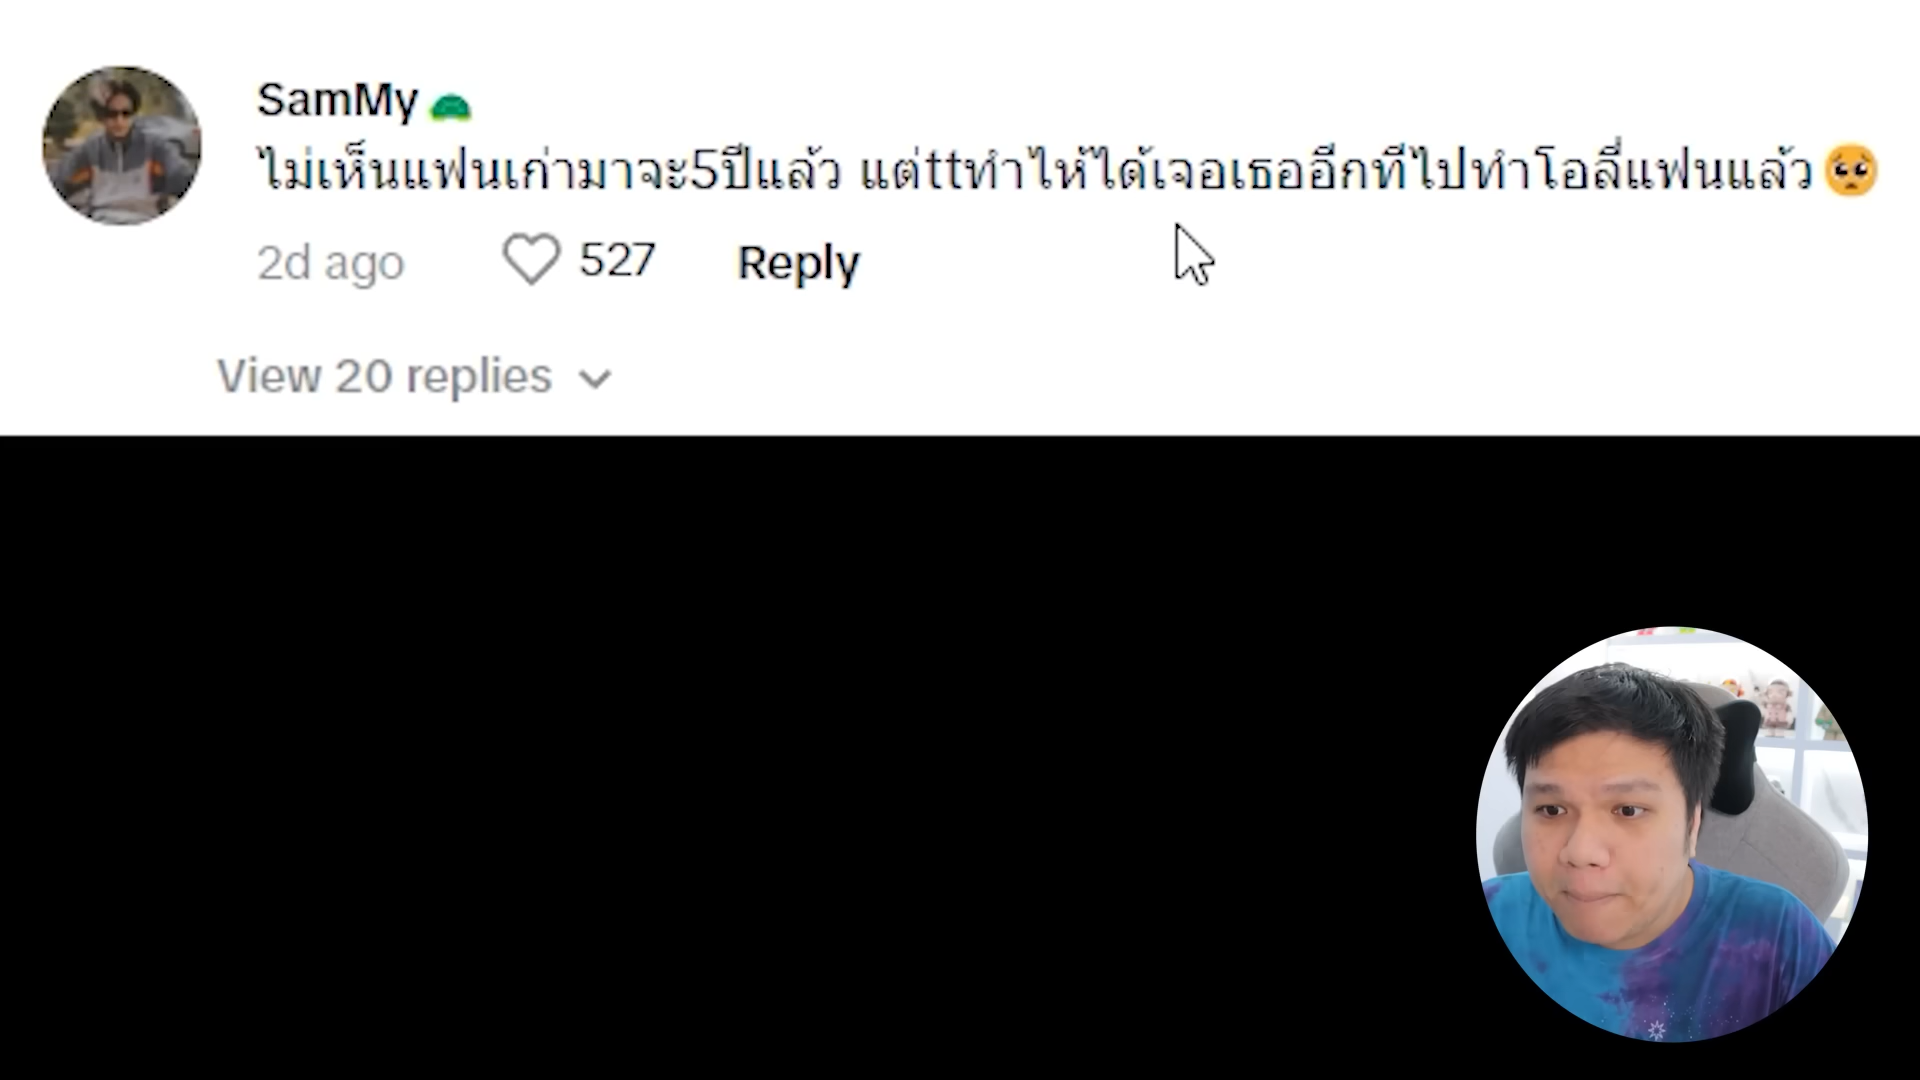 SamMy
ไม่เห็นแฟนเก่ามาจะ5ปีแล้ว แต่ttทำไห้ได้เจอเธออีกทีไปทำโอลี่แฟนแล้ว🥺
2d ago 527 Reply
View 20 replies